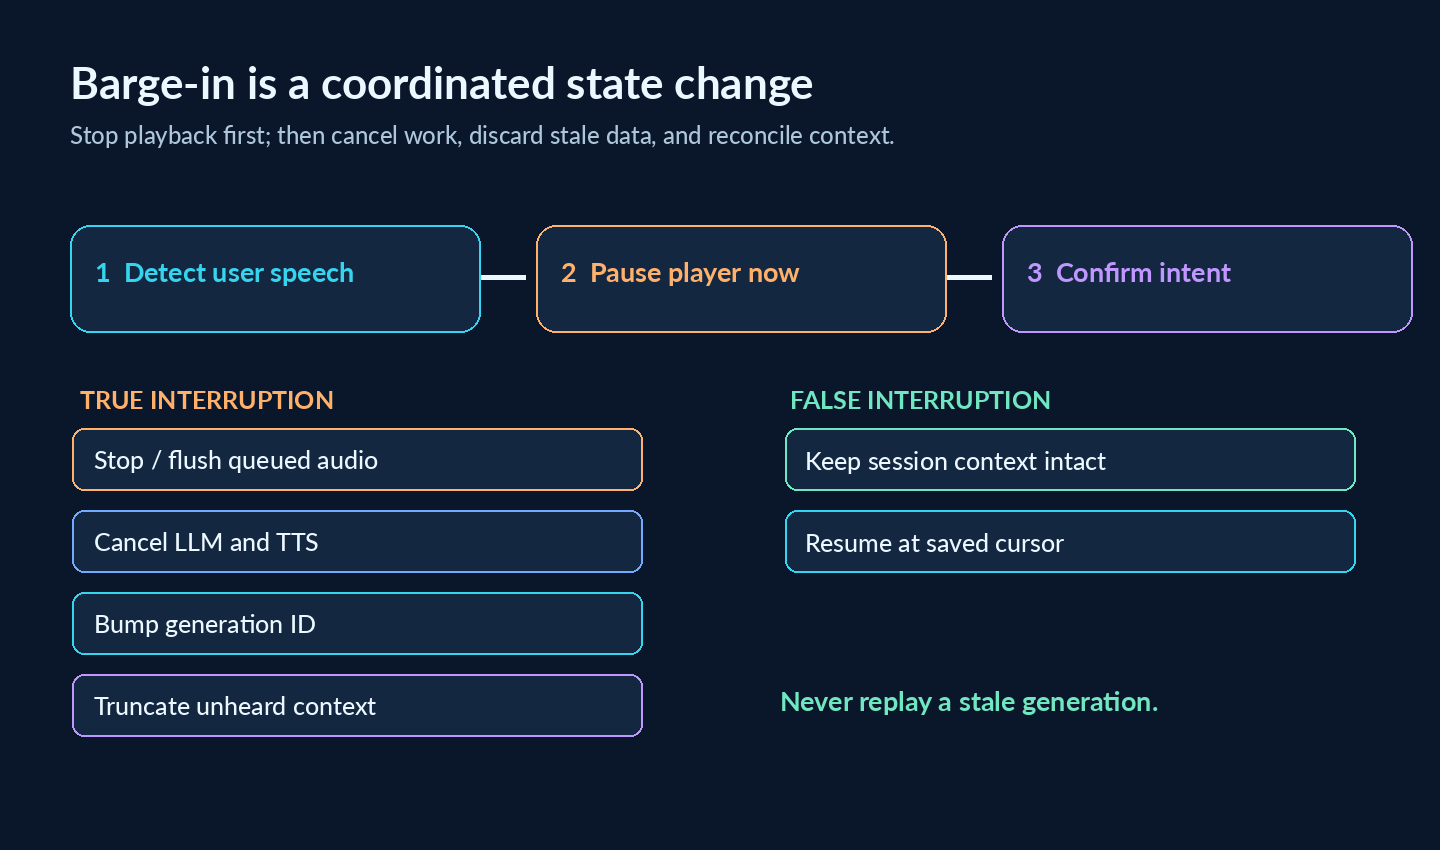 Barge-in is a coordinated state change
Stop playback first; then cancel work, discard stale data, and reconcile context.
1 Detect user speech
2 Pause player now
3 Confirm intent
TRUE INTERRUPTION
Stop / flush queued audio
Cancel LLM and TTS
Bump generation ID
Truncate unheard context
FALSE INTERRUPTION
Keep session context intact
Resume at saved cursor
Never replay a stale generation.